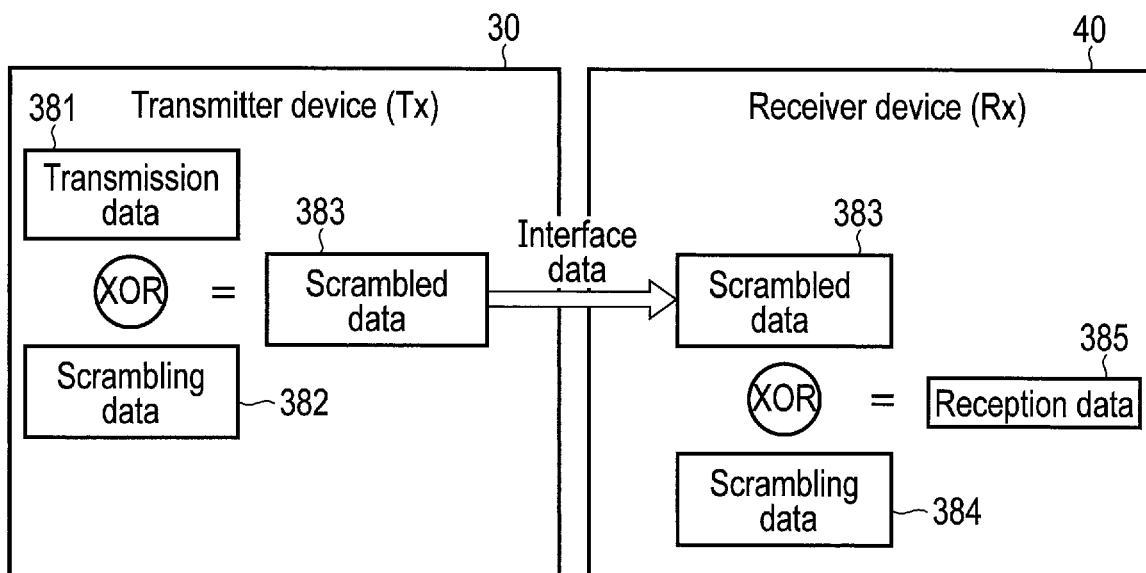 30
40
Transmitter device (Tx)
Receiver device (Rx)
381
Transmission
data
XOR
=
383
Scrambled
data
Scrambling
data
382
Interface
data
383
Scrambled
data
XOR
=
385
Reception data
Scrambling
data
384